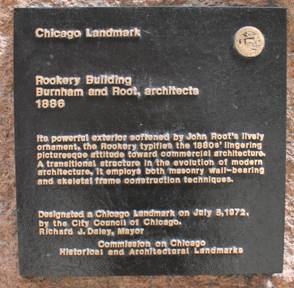 Chicago Landmark
Rookery Building
Burnham and Root, architects
1886
Its powerful exterior softened by John Root's lively
ornament, the Rookery typifies the 1880s' lingering
picturesque attitude toward commercial architecture.
A transitional structure in the evolution of modern
architecture, it employs both masonry wall-bearing
and skeletal frame construction techniques.
Designated a Chicago Landmark on July 5, 1972,
by the City Council of Chicago.
Richard J. Daley, Mayor
Commission on Chicago
Historical and Architectural Landmarks